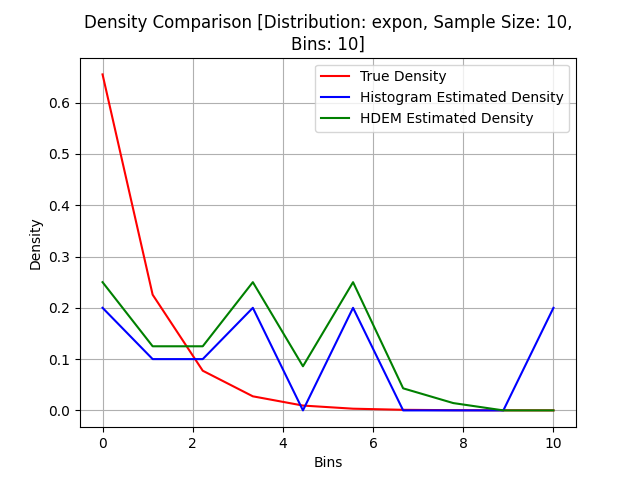 Density Comparison [Distribution: expon, Sample Size: 10,
Bins: 10]
True Density
Histogram Estimated Density
HDEM Estimated Density
Density
0.6
0.5
0.4
0.3
0.2
0.1
0.0
0 2 4 6 8 10
Bins